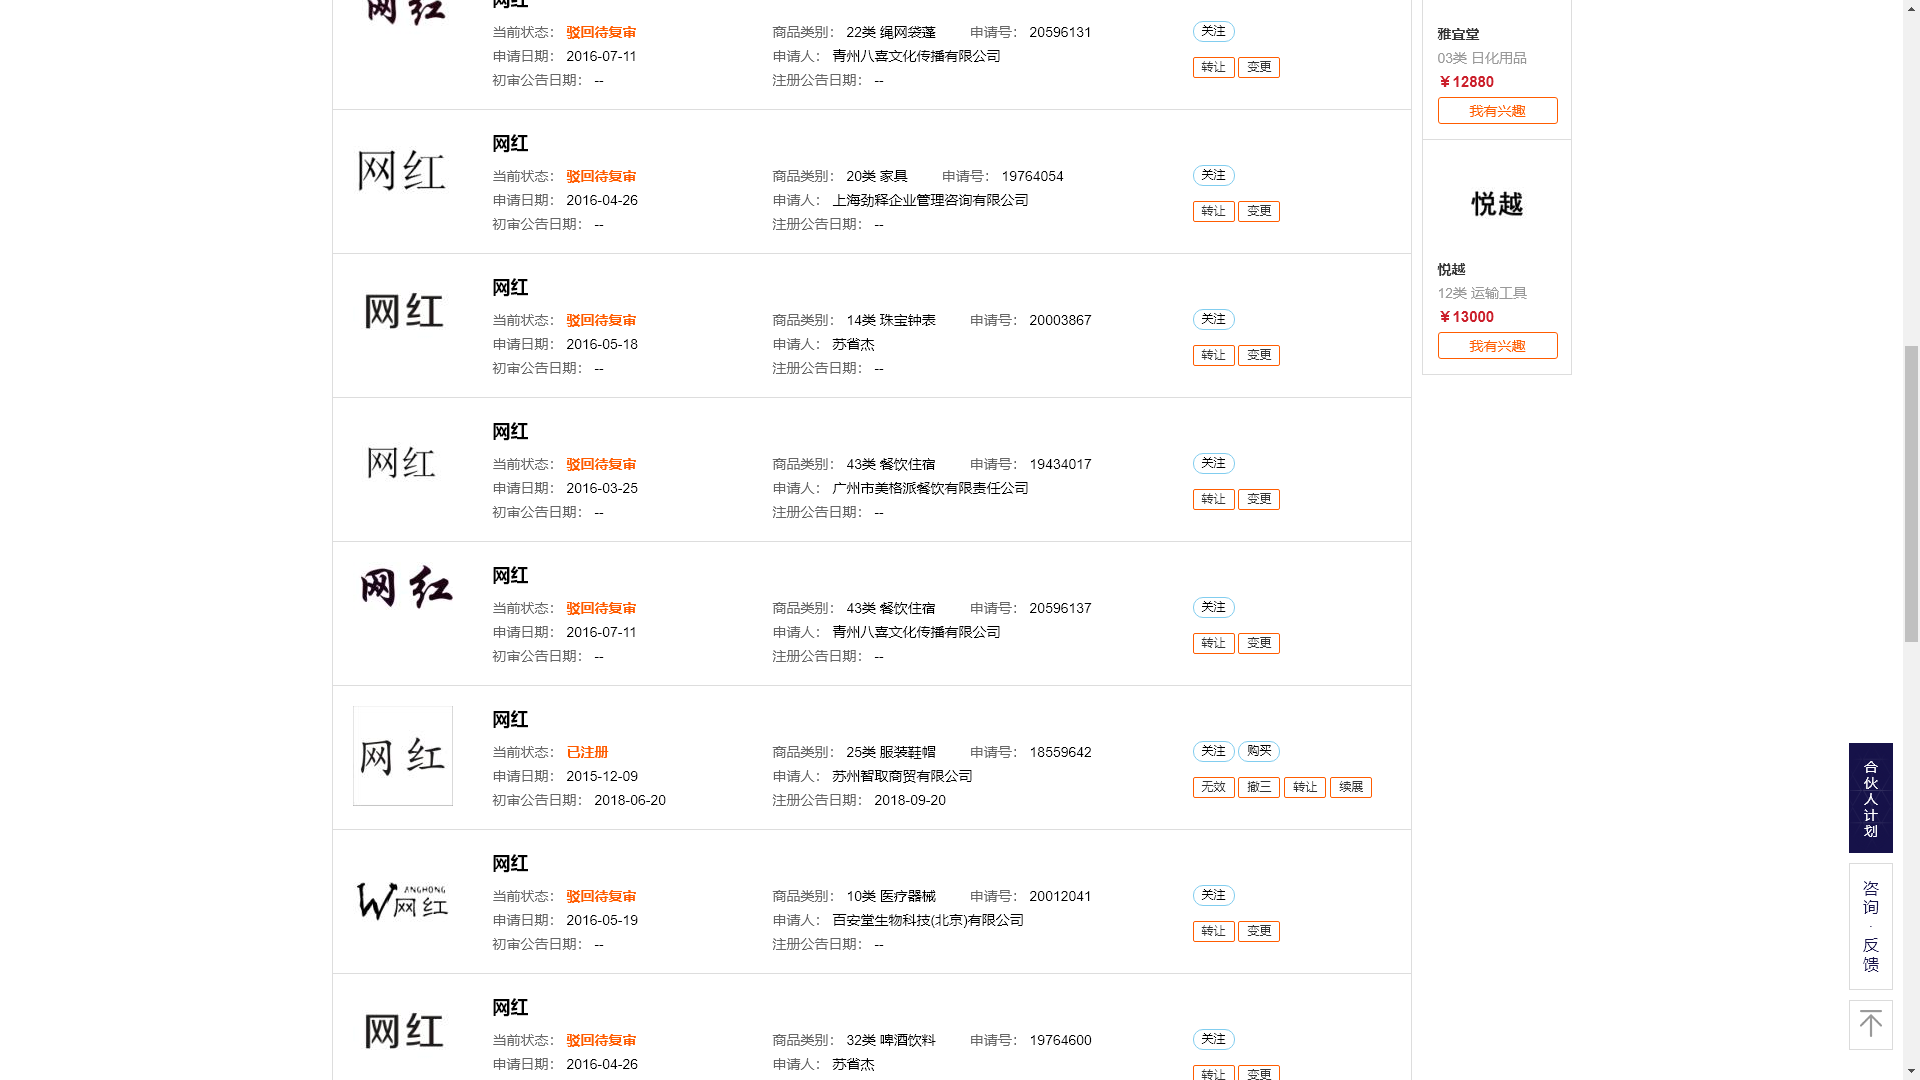 网红
网红
当前状态： 驳回待复审 商品类别： 22类 绳网袋蓬 申请号： 20596131 关注
申请日期： 2016-07-11 申请人： 青州八喜文化传播有限公司 转让 变更
初审公告日期： -- 注册公告日期： --
网红
网红
当前状态： 驳回待复审 商品类别： 20类 家具 申请号： 19764054 关注
申请日期： 2016-04-26 申请人： 上海劲释企业管理咨询有限公司 转让 变更
初审公告日期： -- 注册公告日期： --
网红
网红
当前状态： 驳回待复审 商品类别： 14类 珠宝钟表 申请号： 20003867 关注
申请日期： 2016-05-18 申请人： 苏省杰 转让 变更
初审公告日期： -- 注册公告日期： --
网红
网红
当前状态： 驳回待复审 商品类别： 43类 餐饮住宿 申请号： 19434017 关注
申请日期： 2016-03-25 申请人： 广州市美格派餐饮有限责任公司 转让 变更
初审公告日期： -- 注册公告日期： --
网红
网红
当前状态： 驳回待复审 商品类别： 43类 餐饮住宿 申请号： 20596137 关注
申请日期： 2016-07-11 申请人： 青州八喜文化传播有限公司 转让 变更
初审公告日期： -- 注册公告日期： --
网红
网红
当前状态： 已注册 商品类别： 25类 服装鞋帽 申请号： 18559642 关注 购买
申请日期： 2015-12-09 申请人： 苏州智取商贸有限公司 无效 撤三 转让 续展
初审公告日期： 2018-06-20 注册公告日期： 2018-09-20
网红
WANGHONG 网红
网红
当前状态： 驳回待复审 商品类别： 10类 医疗器械 申请号： 20012041 关注
申请日期： 2016-05-19 申请人： 百安堂生物科技(北京)有限公司 转让 变更
初审公告日期： -- 注册公告日期： --
网红
网红
当前状态： 驳回待复审 商品类别： 32类 啤酒饮料 申请号： 19764600 关注
申请日期： 2016-04-26 申请人： 苏省杰 转让 变更
雅宜堂
03类 日化用品
￥12880
我有兴趣
悦越
悦越
12类 运输工具
￥13000
我有兴趣
合伙人计划
咨询·反馈